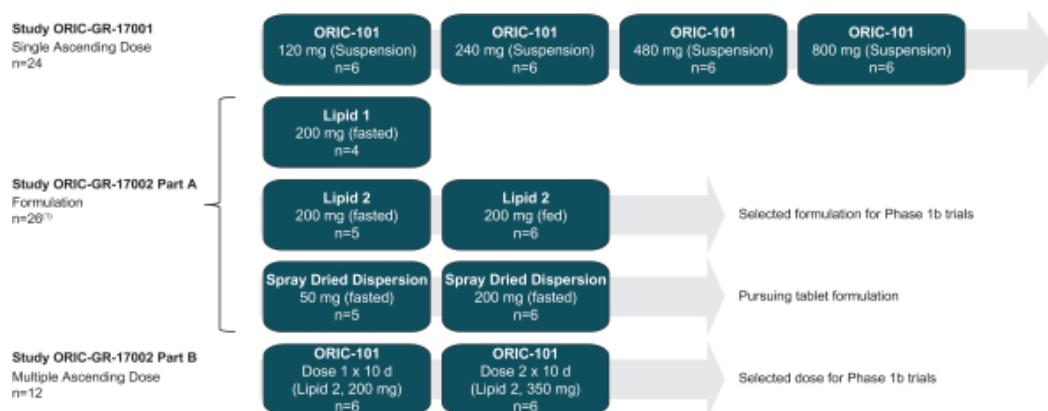 Study ORIC-GR-17001
Single Ascending Dose
n=24
ORIC-101
120 mg (Suspension)
n=6
ORIC-101
240 mg (Suspension)
n=6
ORIC-101
480 mg (Suspension)
n=6
ORIC-101
800 mg (Suspension)
n=6
Study ORIC-GR-17002 Part A
Formulation
n=26(1)
Lipid 1
200 mg (fasted)
n=4
Lipid 2
200 mg (fasted)
n=5
Lipid 2
200 mg (fed)
n=6
Selected formulation for Phase 1b trials
Spray Dried Dispersion
50 mg (fasted)
n=5
Spray Dried Dispersion
200 mg (fasted)
n=6
Pursuing tablet formulation
Study ORIC-GR-17002 Part B
Multiple Ascending Dose
n=12
ORIC-101
Dose 1 x 10 d
(Lipid 2, 200 mg)
n=6
ORIC-101
Dose 2 x 10 d
(Lipid 2, 350 mg)
n=6
Selected dose for Phase 1b trials